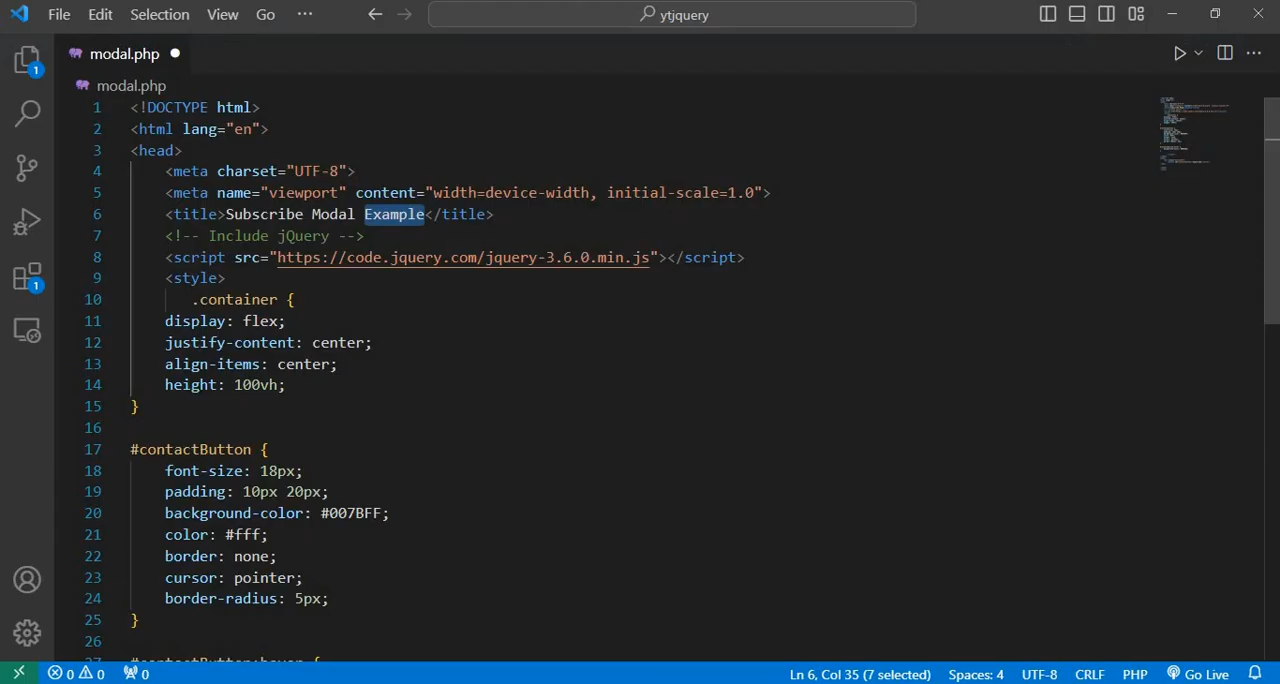 File Edit Selection View Go ··· ytjquery
modal.php
modal.php
1 <!DOCTYPE html>
2 <html lang="en">
3 <head>
4 <meta charset="UTF-8">
5 <meta name="viewport" content="width=device-width, initial-scale=1.0">
6 <title>Subscribe Modal Example</title>
7 <!-- Include jQuery -->
8 <script src="https://code.jquery.com/jquery-3.6.0.min.js"></script>
9 <style>
10 .container {
11 display: flex;
12 justify-content: center;
13 align-items: center;
14 height: 100vh;
15 }
16
17 #contactButton {
18 font-size: 18px;
19 padding: 10px 20px;
20 background-color: #007BFF;
21 color: #fff;
22 border: none;
23 cursor: pointer;
24 border-radius: 5px;
25 }
26
27 #contactButton:hover {
1
1
0 0 0 Ln 6, Col 35 (7 selected) Spaces: 4 UTF-8 CRLF PHP Go Live